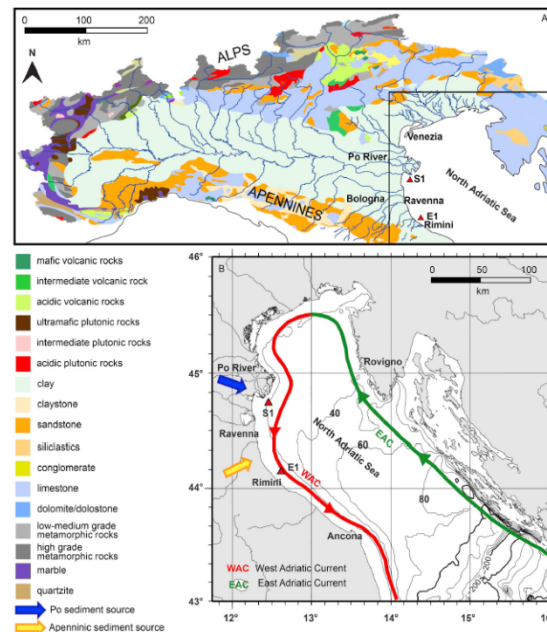 0 100 200
km
A
N
ALPS
Venezia
Po River
S1
North Adriatic Sea
Bologna
Ravenna
APENNINES
E1
Rimini
mafic volcanic rocks
intermediate volcanic rock
acidic volcanic rocks
ultramafic plutonic rocks
intermediate plutonic rocks
acidic plutonic rocks
clay
claystone
sandstone
siliclastics
conglomerate
limestone
dolomite/dolostone
low-medium grade
metamorphic rocks
high grade
metamorphic rocks
marble
quartzite
Po sediment source
Apenninic sediment source
46°
B
0 50 100
km
45°
Po River
Rovigno
S1
40
North Adriatic Sea
EAC
Ravenna
60
44°
E1
Rimini
WAC
80
Ancona
WAC West Adriatic Current
EAC East Adriatic Current
200
43°
12° 13° 14° 15° 16°